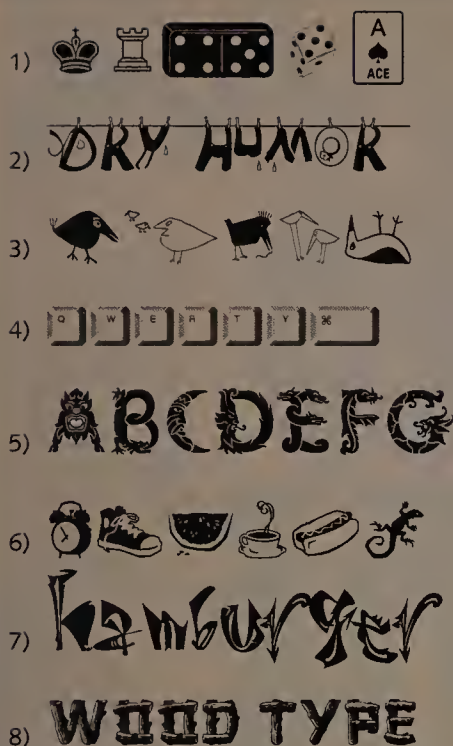 1) A ACE
2) DRY HUMOR
3)
4) Q W E R T Y ⌘
5) ABCDEFG
6)
7) hamburger
8) WOOD TYPE